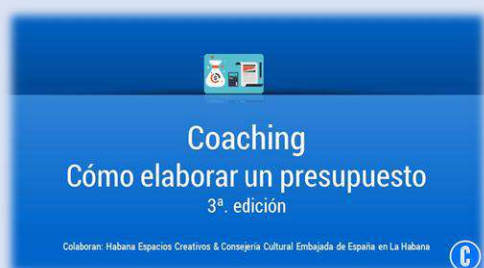 Coaching
Cómo elaborar un presupuesto
3ª. edición
Colaboran: Habana Espacios Creativos & Consejería Cultural Embajada de España en La Habana
C